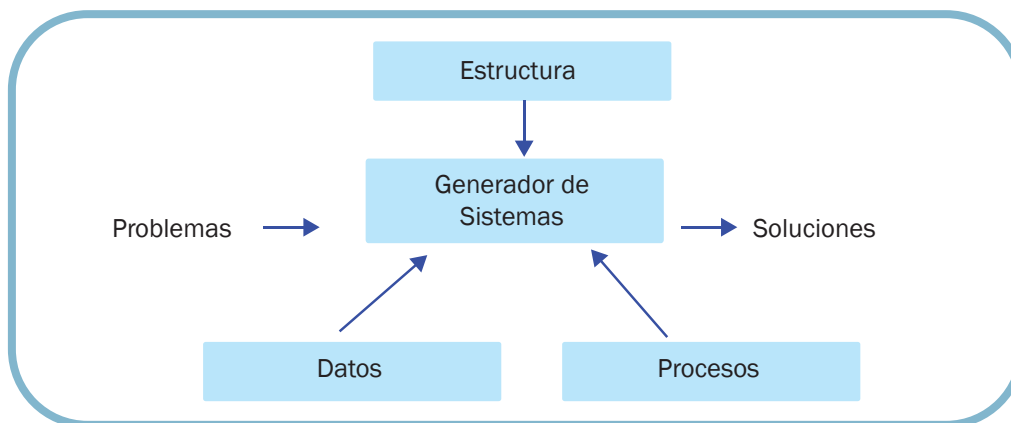 Estructura
Generador de
Sistemas
Problemas
Soluciones
Datos
Procesos